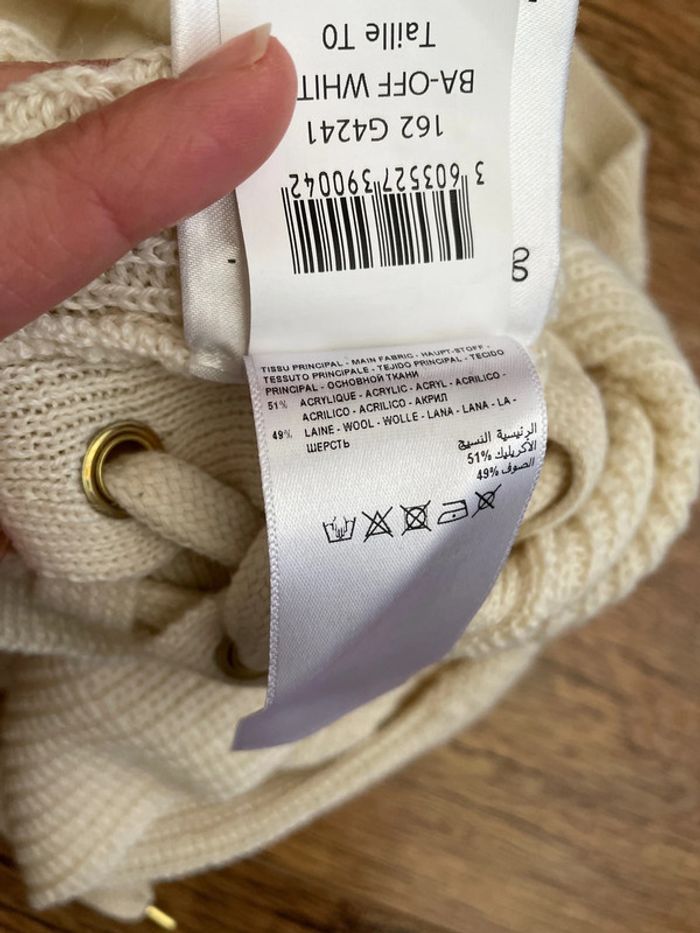 Taille T0
BA-OFF WHIT
162 G4241
3 603527 390042
g
TISSU PRINCIPAL - MAIN FABRIC - HAUPT-STOFF -
TESSUTO PRINCIPALE - TEJIDO PRINCIPAL - TECIDO
PRINCIPAL - ОСНОВНОЙ ТКАНИ
51% ACRYLIQUE - ACRYLIC - ACRYL - ACRILICO -
ACRILICO - ACRILICO - АКРИЛ
49% LAINE - WOOL - WOLLE - LANA - LANA - LA -
ШЕРСТЬ
الرئيسية النسيج
الأكريليك 51%
الصوف 49%